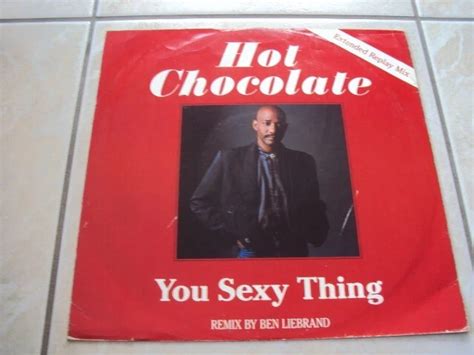 Hot
Extended Replay Mix
Chocolate
You Sexy Thing
REMIX BY BEN LIEBRAND